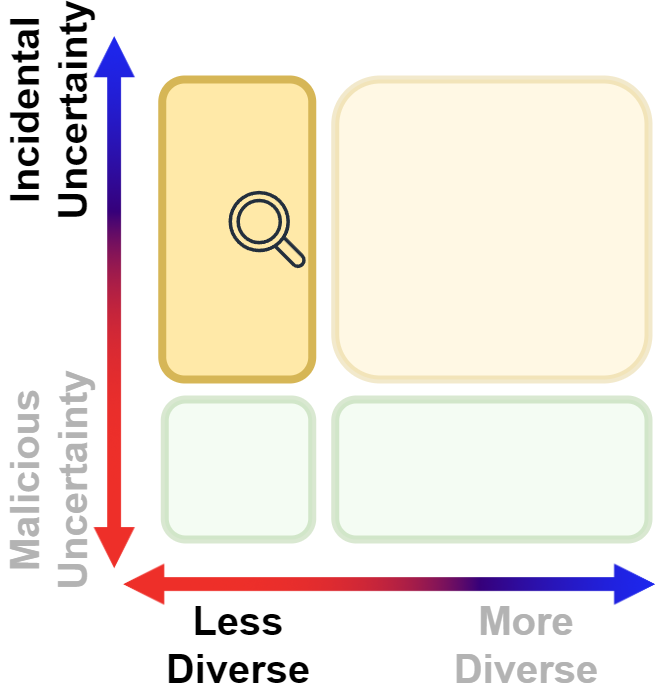 Incidental
Uncertainty
Malicious
Uncertainty
Less
Diverse
More
Diverse